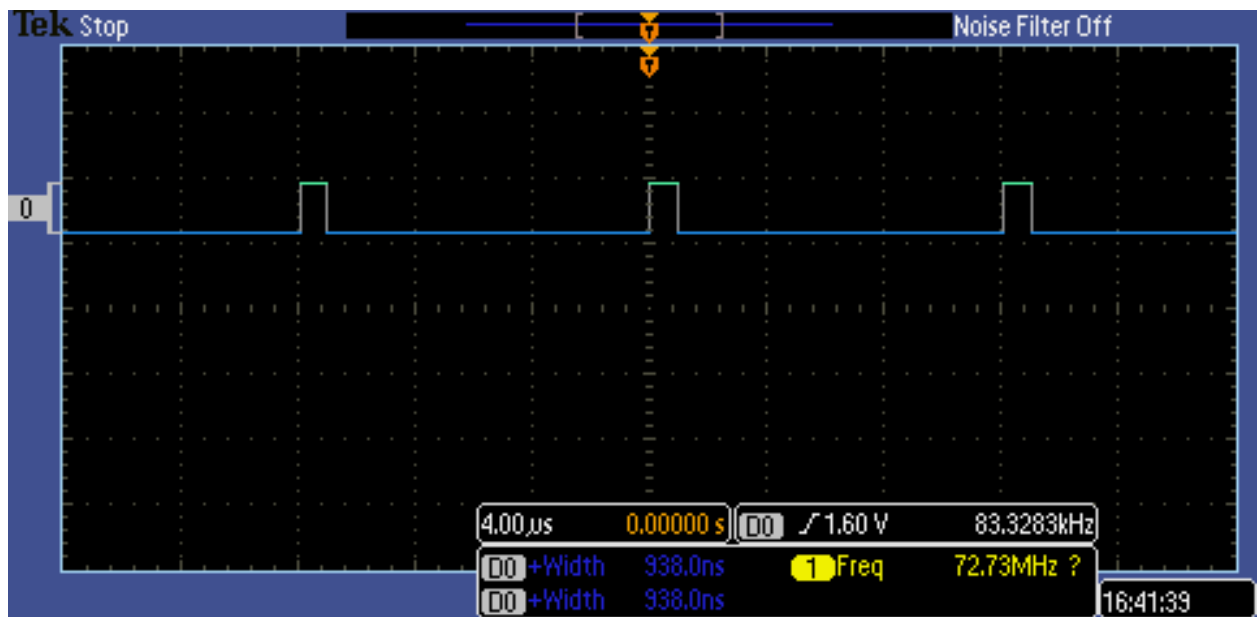 Tek Stop Noise Filter Off
T
T
0
4.00µs 0.00000 s D0 1.60 V 83.3283kHz
D0 +Width 938.0ns 1 Freq 72.73MHz ?
D0 +Width 938.0ns
16:41:39